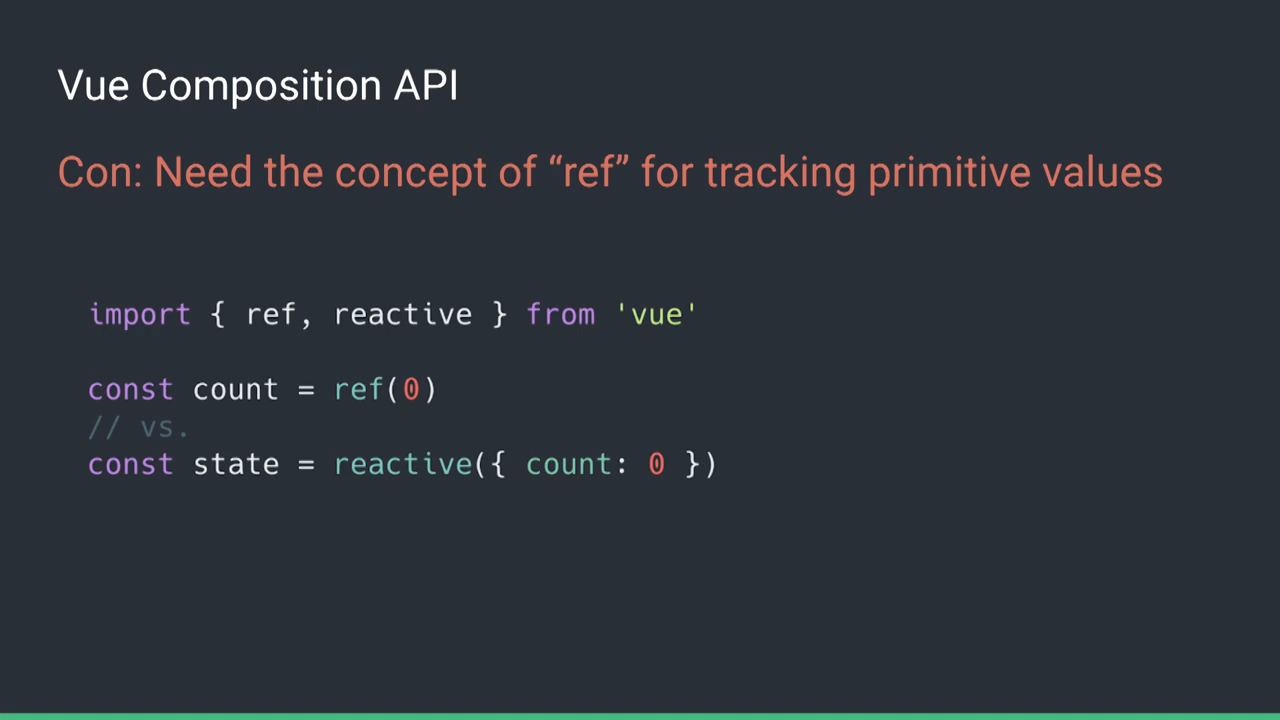 Vue Composition API
Con: Need the concept of “ref” for tracking primitive values
import { ref, reactive } from 'vue'
const count = ref(0)
// vs.
const state = reactive({ count: 0 })